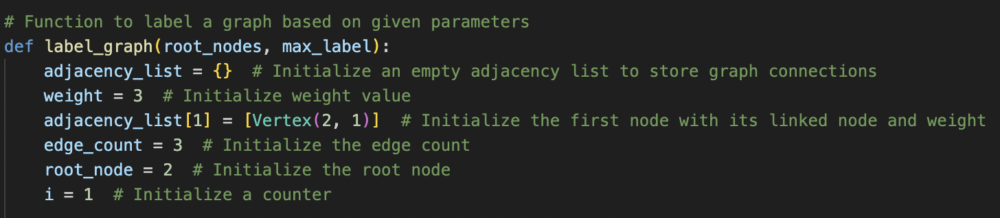 # Function to label a graph based on given parameters
def label_graph(root_nodes, max_label):
    adjacency_list = {}  # Initialize an empty adjacency list to store graph connections
    weight = 3  # Initialize weight value
    adjacency_list[1] = [Vertex(2, 1)]  # Initialize the first node with its linked node and weight
    edge_count = 3  # Initialize the edge count
    root_node = 2  # Initialize the root node
    i = 1  # Initialize a counter